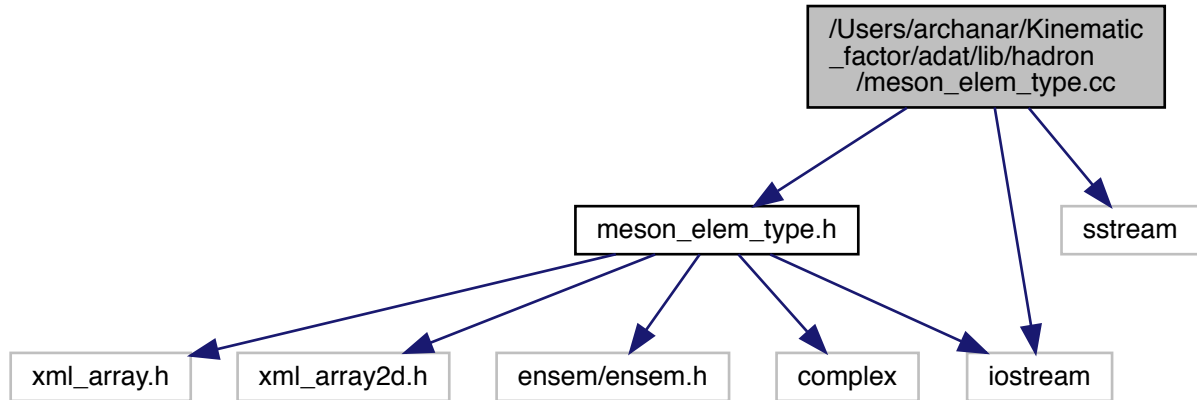 /Users/archanar/Kinematic
_factor/adat/lib/hadron
/meson_elem_type.cc
meson_elem_type.h
sstream
xml_array.h
xml_array2d.h
ensem/ensem.h
complex
iostream